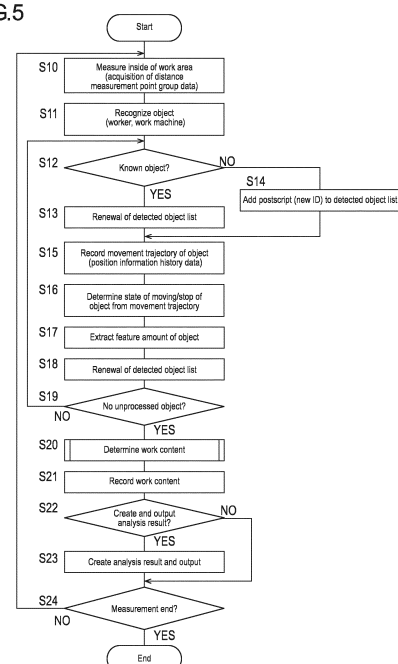 G.5
Start
S10
Measure inside of work area
(acquisition of distance
measurement point group data)
S11
Recognize object
(worker, work machine)
S12
Known object?
NO
YES
S14
Add postscript (new ID) to detected object list
S13
Renewal of detected object list
S15
Record movement trajectory of object
(position information history data)
S16
Determine state of moving/stop of
object from movement trajectory
S17
Extract feature amount of object
S18
Renewal of detected object list
S19
No unprocessed object?
NO
YES
S20
Determine work content
S21
Record work content
S22
Create and output
analysis result?
NO
YES
S23
Create analysis result and output
S24
Measurement end?
NO
YES
End